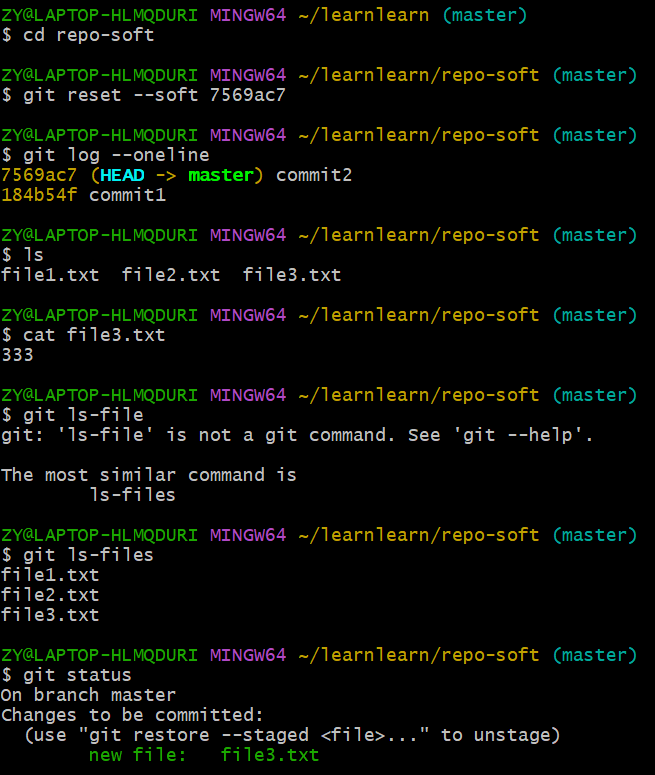 ZY@LAPTOP-HLMQDURI MINGW64 ~/learnlearn (master)
$ cd repo-soft
ZY@LAPTOP-HLMQDURI MINGW64 ~/learnlearn/repo-soft (master)
$ git reset --soft 7569ac7
ZY@LAPTOP-HLMQDURI MINGW64 ~/learnlearn/repo-soft (master)
$ git log --oneline
7569ac7 (HEAD -> master) commit2
184b54f commit1
ZY@LAPTOP-HLMQDURI MINGW64 ~/learnlearn/repo-soft (master)
$ ls
file1.txt  file2.txt  file3.txt
ZY@LAPTOP-HLMQDURI MINGW64 ~/learnlearn/repo-soft (master)
$ cat file3.txt
333
ZY@LAPTOP-HLMQDURI MINGW64 ~/learnlearn/repo-soft (master)
$ git ls-file
git: 'ls-file' is not a git command. See 'git --help'.
The most similar command is
        ls-files
ZY@LAPTOP-HLMQDURI MINGW64 ~/learnlearn/repo-soft (master)
$ git ls-files
file1.txt
file2.txt
file3.txt
ZY@LAPTOP-HLMQDURI MINGW64 ~/learnlearn/repo-soft (master)
$ git status
On branch master
Changes to be committed:
  (use "git restore --staged <file>..." to unstage)
        new file:   file3.txt